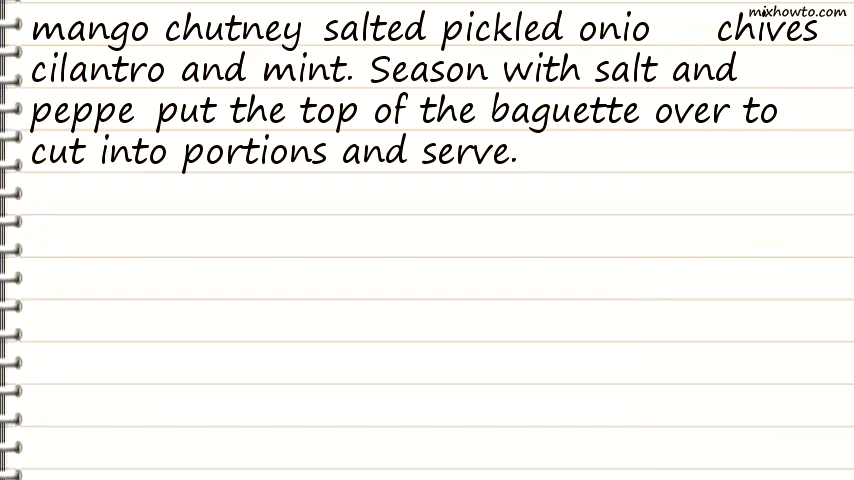 mixhowto.com
mango chutney salted pickled onio chives
cilantro and mint. Season with salt and
peppe put the top of the baguette over to
cut into portions and serve.